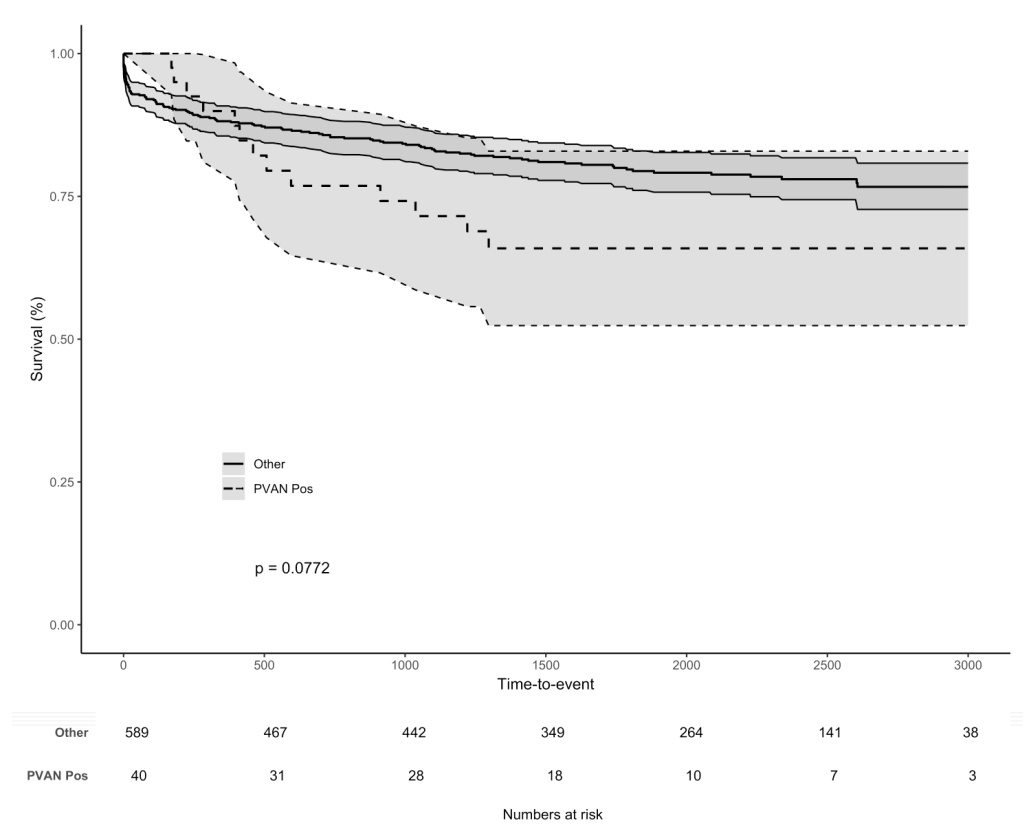 1.00
0.75
0.50
0.25
0.00
Survival (%)
Other
PVAN Pos
p = 0.0772
0 500 1000 1500 2000 2500 3000
Time-to-event
Other 589 467 442 349 264 141 38
PVAN Pos 40 31 28 18 10 7 3
Numbers at risk